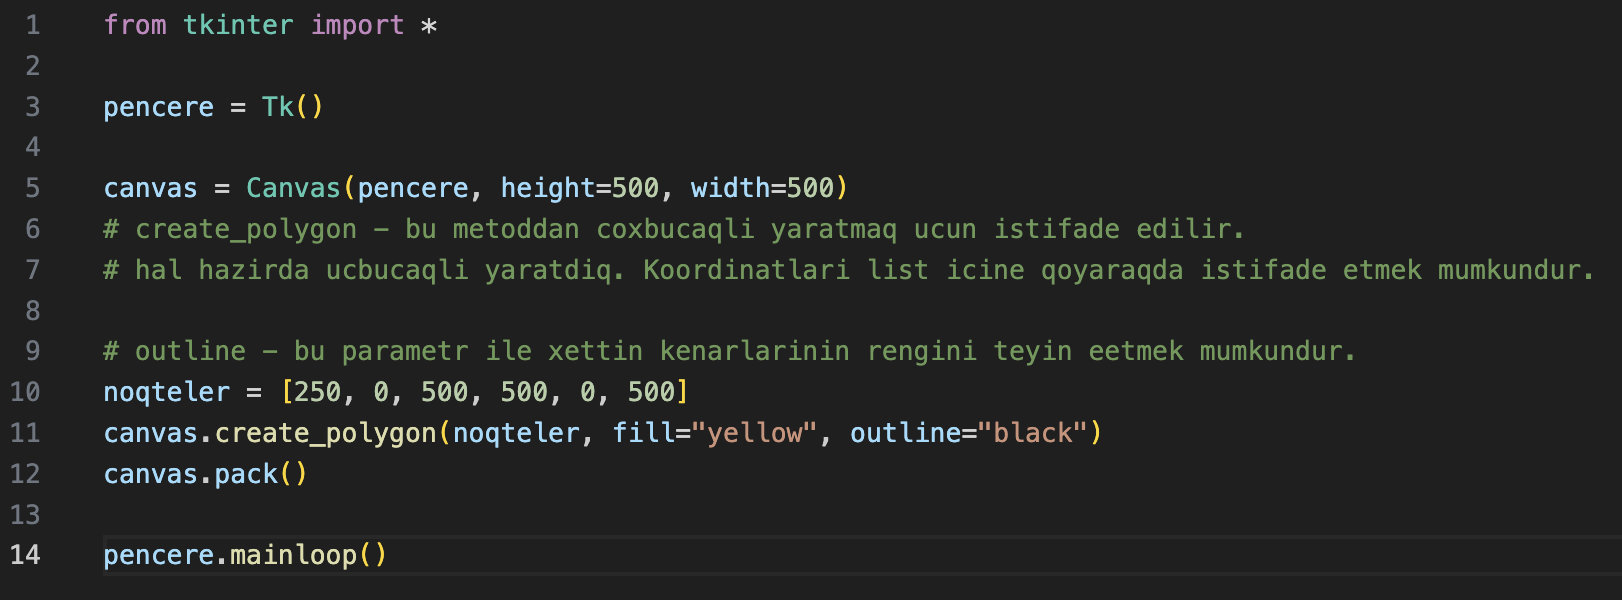 1 from tkinter import *
2
3 pencere = Tk()
4
5 canvas = Canvas(pencere, height=500, width=500)
6 # create_polygon - bu metoddan coxbucaqli yaratmaq ucun istifade edilir.
7 # hal hazirda ucbucaqli yaratdiq. Koordinatlari list icine qoyaraqda istifade etmek mumkundur.
8
9 # outline - bu parametr ile xettin kenarlarinin rengini teyin eetmek mumkundur.
10 noqteler = [250, 0, 500, 500, 0, 500]
11 canvas.create_polygon(noqteler, fill="yellow", outline="black")
12 canvas.pack()
13
14 pencere.mainloop()